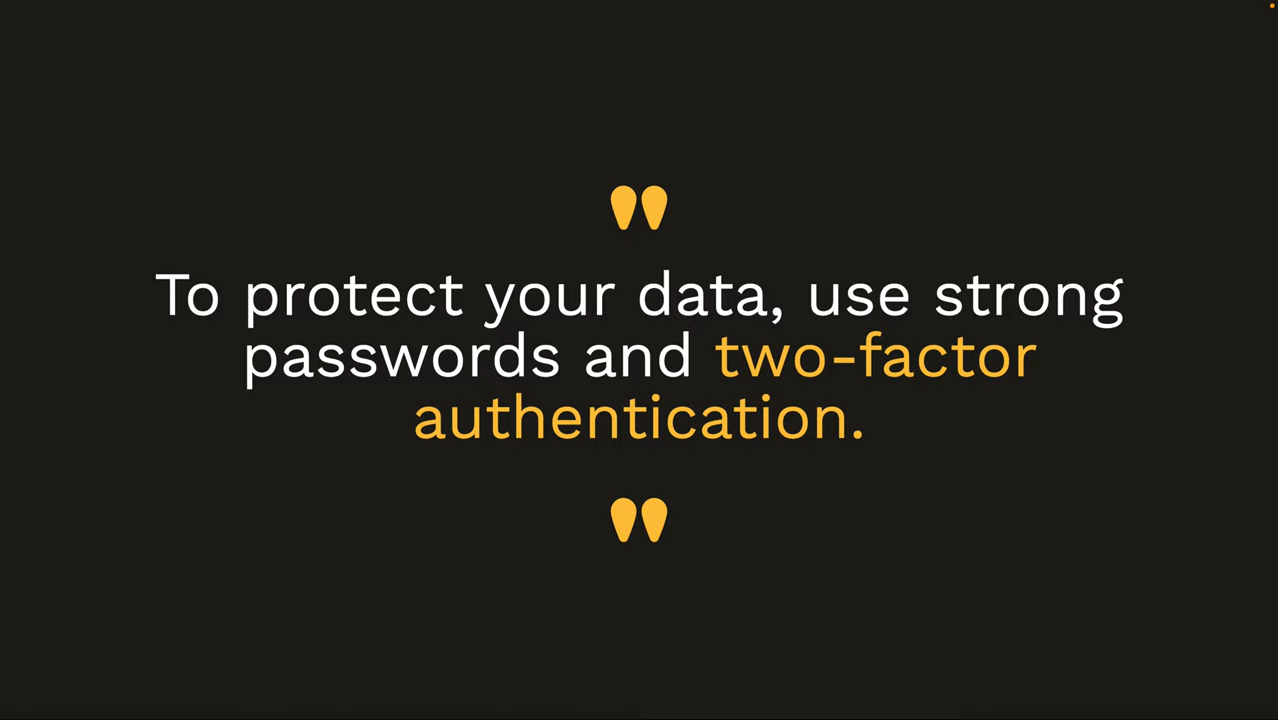 "
To protect your data, use strong
passwords and two-factor
authentication.
"